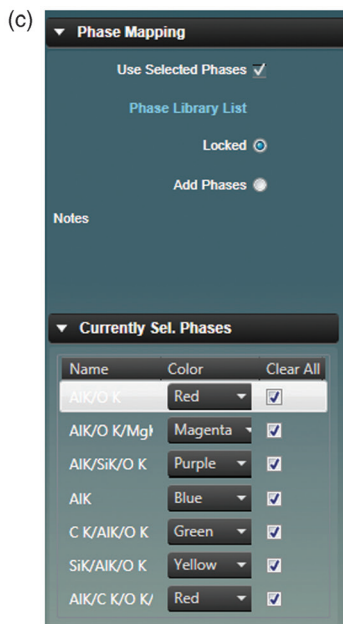 (c)
Phase Mapping
Use Selected Phases
Phase Library List
Locked
Add Phases
Notes
Currently Sel. Phases
Name Color Clear All
AlK/O K Red
AlK/O K/Mgk Magenta
AlK/SiK/O K Purple
AlK Blue
C K/AlK/O K Green
SiK/AlK/O K Yellow
AlK/C K/O K/ Red